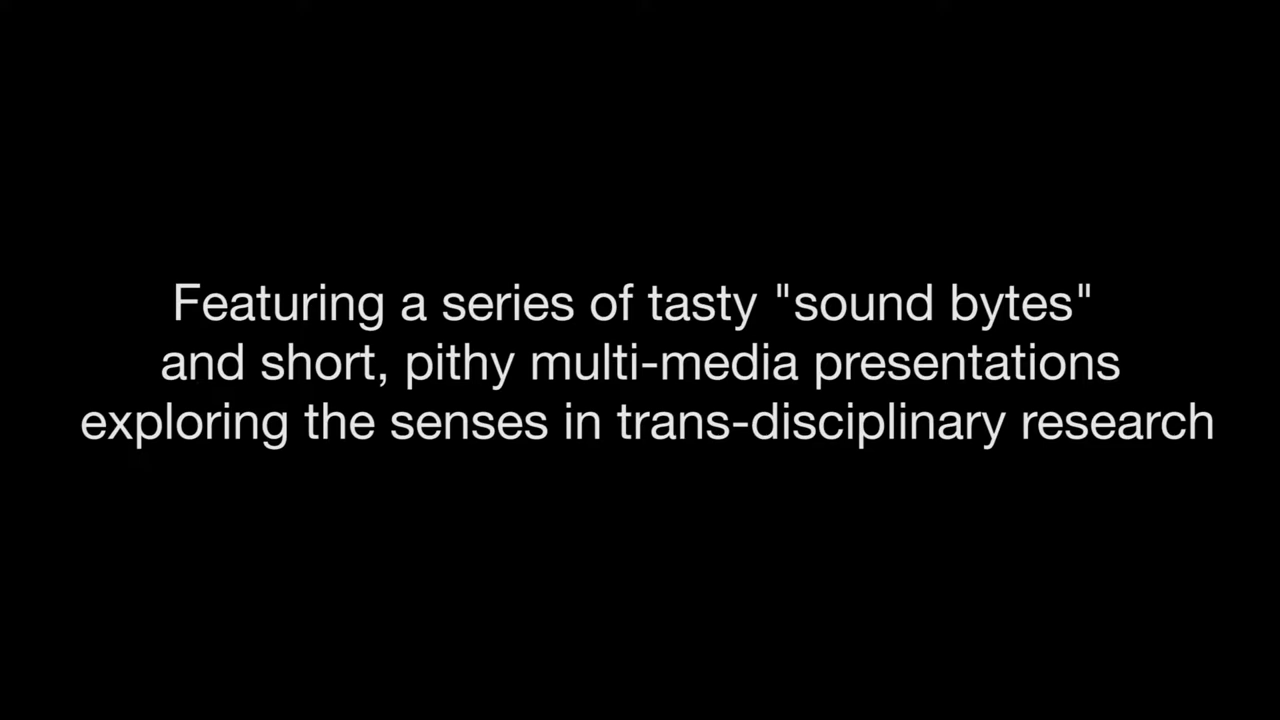 Featuring a series of tasty "sound bytes"
and short, pithy multi-media presentations
exploring the senses in trans-disciplinary research